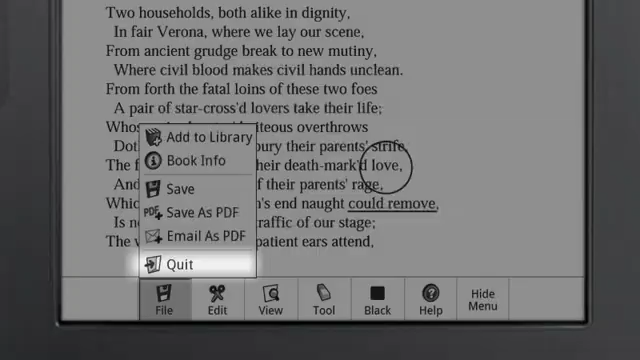 Two households, both alike in dignity,
In fair Verona, where we lay our scene,
From ancient grudge break to new mutiny,
Where civil blood makes civil hands unclean.
From forth the fatal loins of these two foes
A pair of star-cross'd lovers take their life;
Whos iteous overthrows
Dot bury their parents' strife.
The f heir death-mark'd love,
And f their parents' rage,
Whic n's end naught could remove,
Is no traffic of our stage;
The w patient ears attend,
Add to Library
Book Info
Save
Save As PDF
Email As PDF
Quit
File
Edit
View
Tool
Black
Help
Hide
Menu